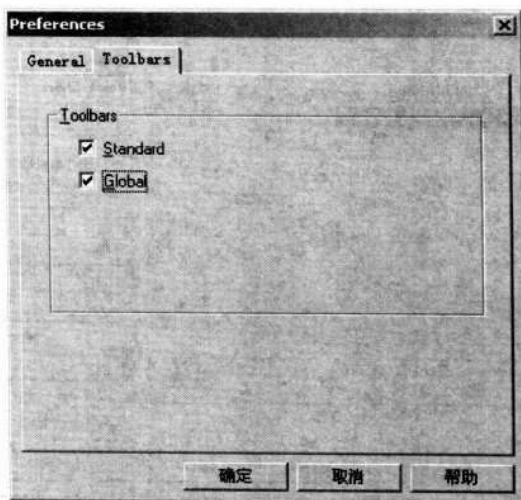 Preferences
General Toolbars
Toolbars
Standard
Global
确定 取消 帮助